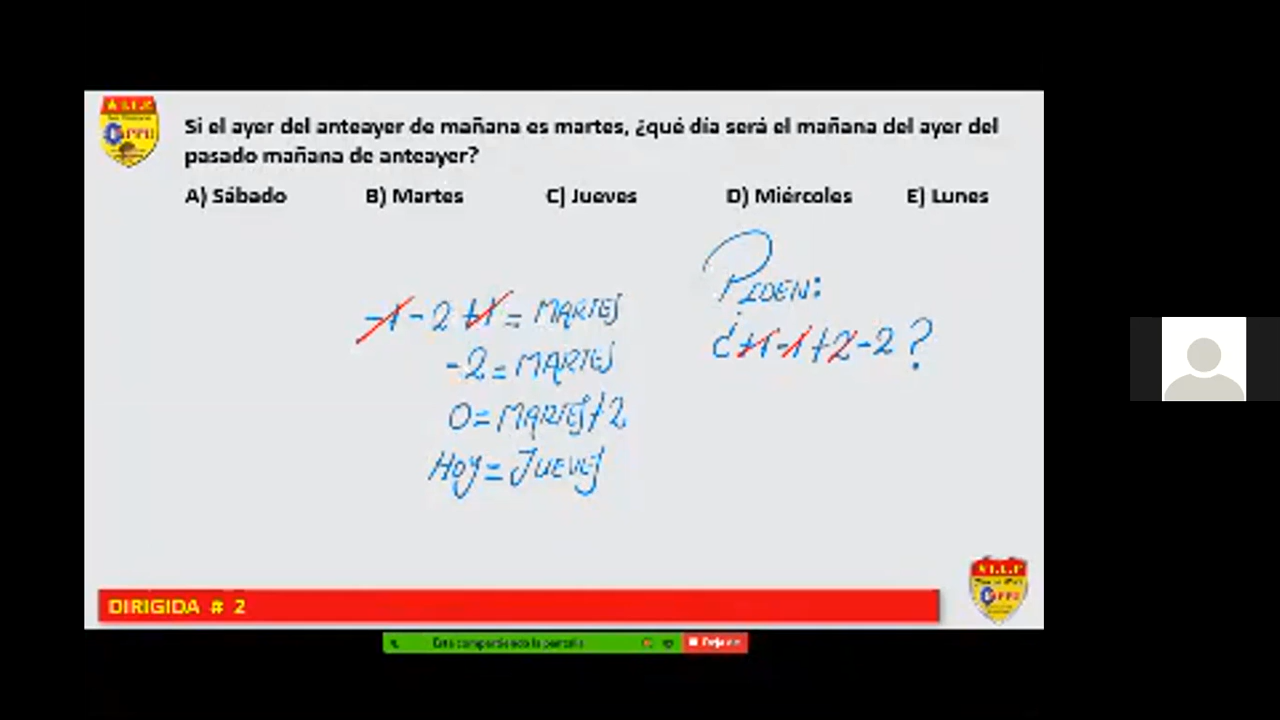 Si el ayer del anteayer de mañana es martes, ¿qué día será el mañana del ayer del
pasado mañana de anteayer?
A) Sábado B) Martes C) Jueves D) Miércoles E) Lunes
PIDEN:
-1 - 2 +1 = MARTES
¿+1-1+2-2?
-2 = MARTES
0 = MARTES+2
HOY = JUEVES
DIRIGIDA # 2